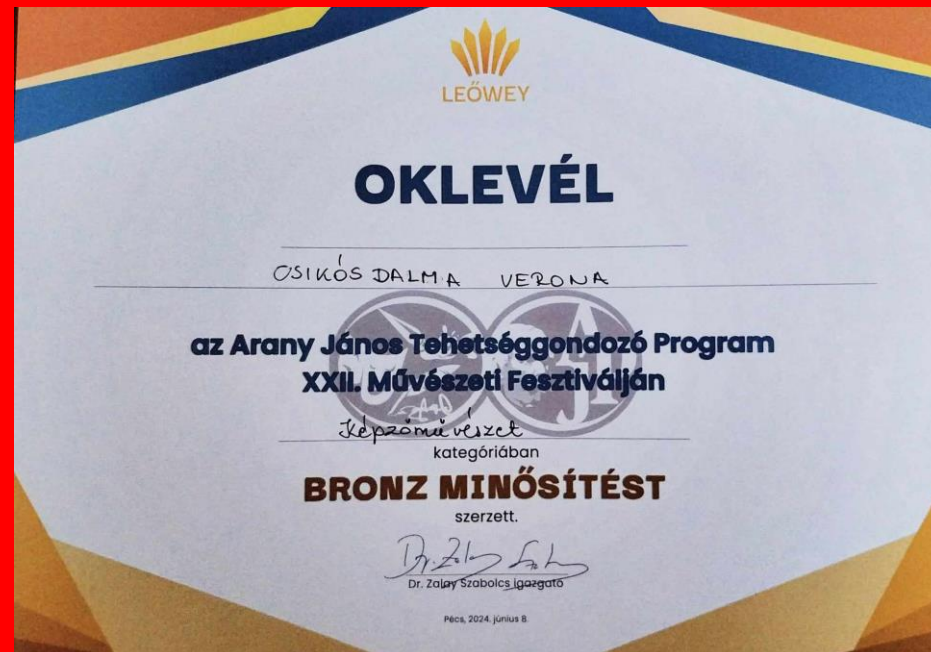 LEŐWEY
OKLEVÉL
CSIKÓS DALMA VERONA
az Arany János Tehetséggondozó Program
XXII. Művészeti Fesztiválján
Képzőművészet
kategóriában
BRONZ MINŐSÍTÉST
szerzett.
Dr. Zalay Szabolcs igazgató
Pécs, 2024. június 8.